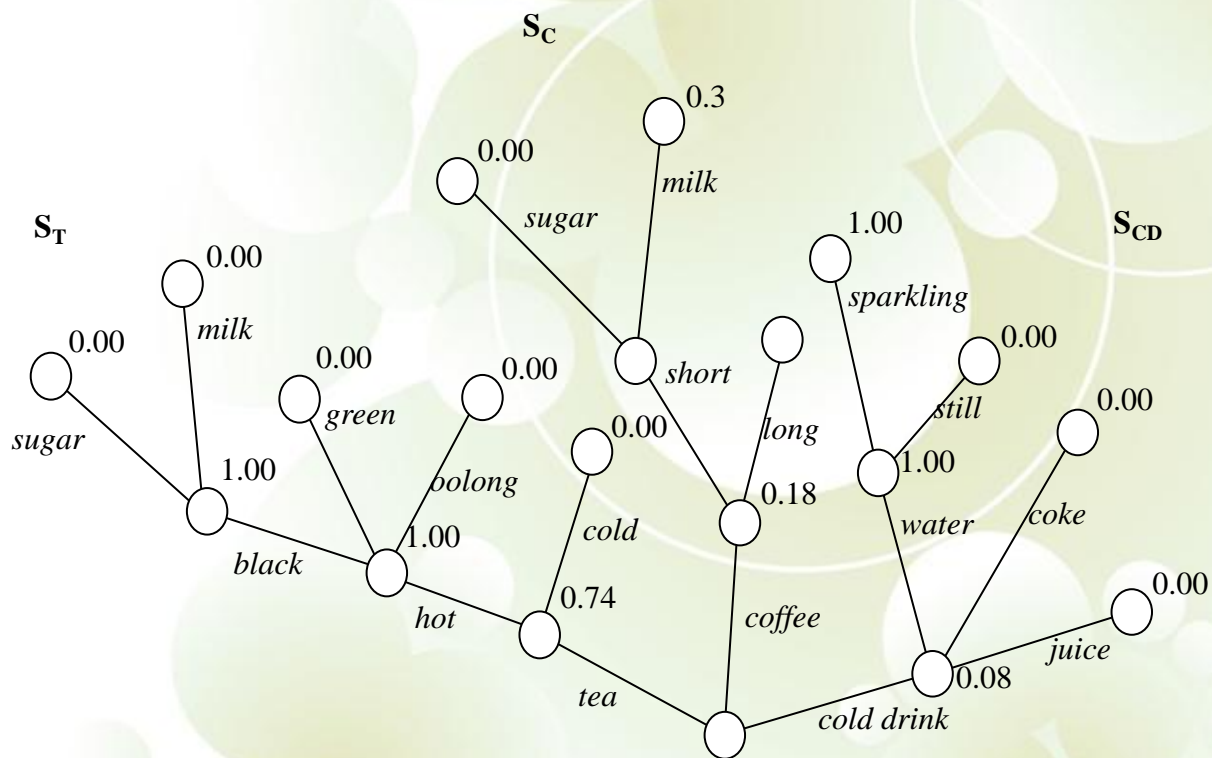 S_C
0.3
0.00
milk
sugar
S_T
1.00
S_CD
0.00
sparkling
milk
0.00
0.00
0.00
0.00
short
0.00
green
still
sugar
0.00
long
bolong
1.00
cold
0.18
1.00
water
coke
black
1.00
hot
0.74
coffee
0.00
juice
tea
0.08
cold drink